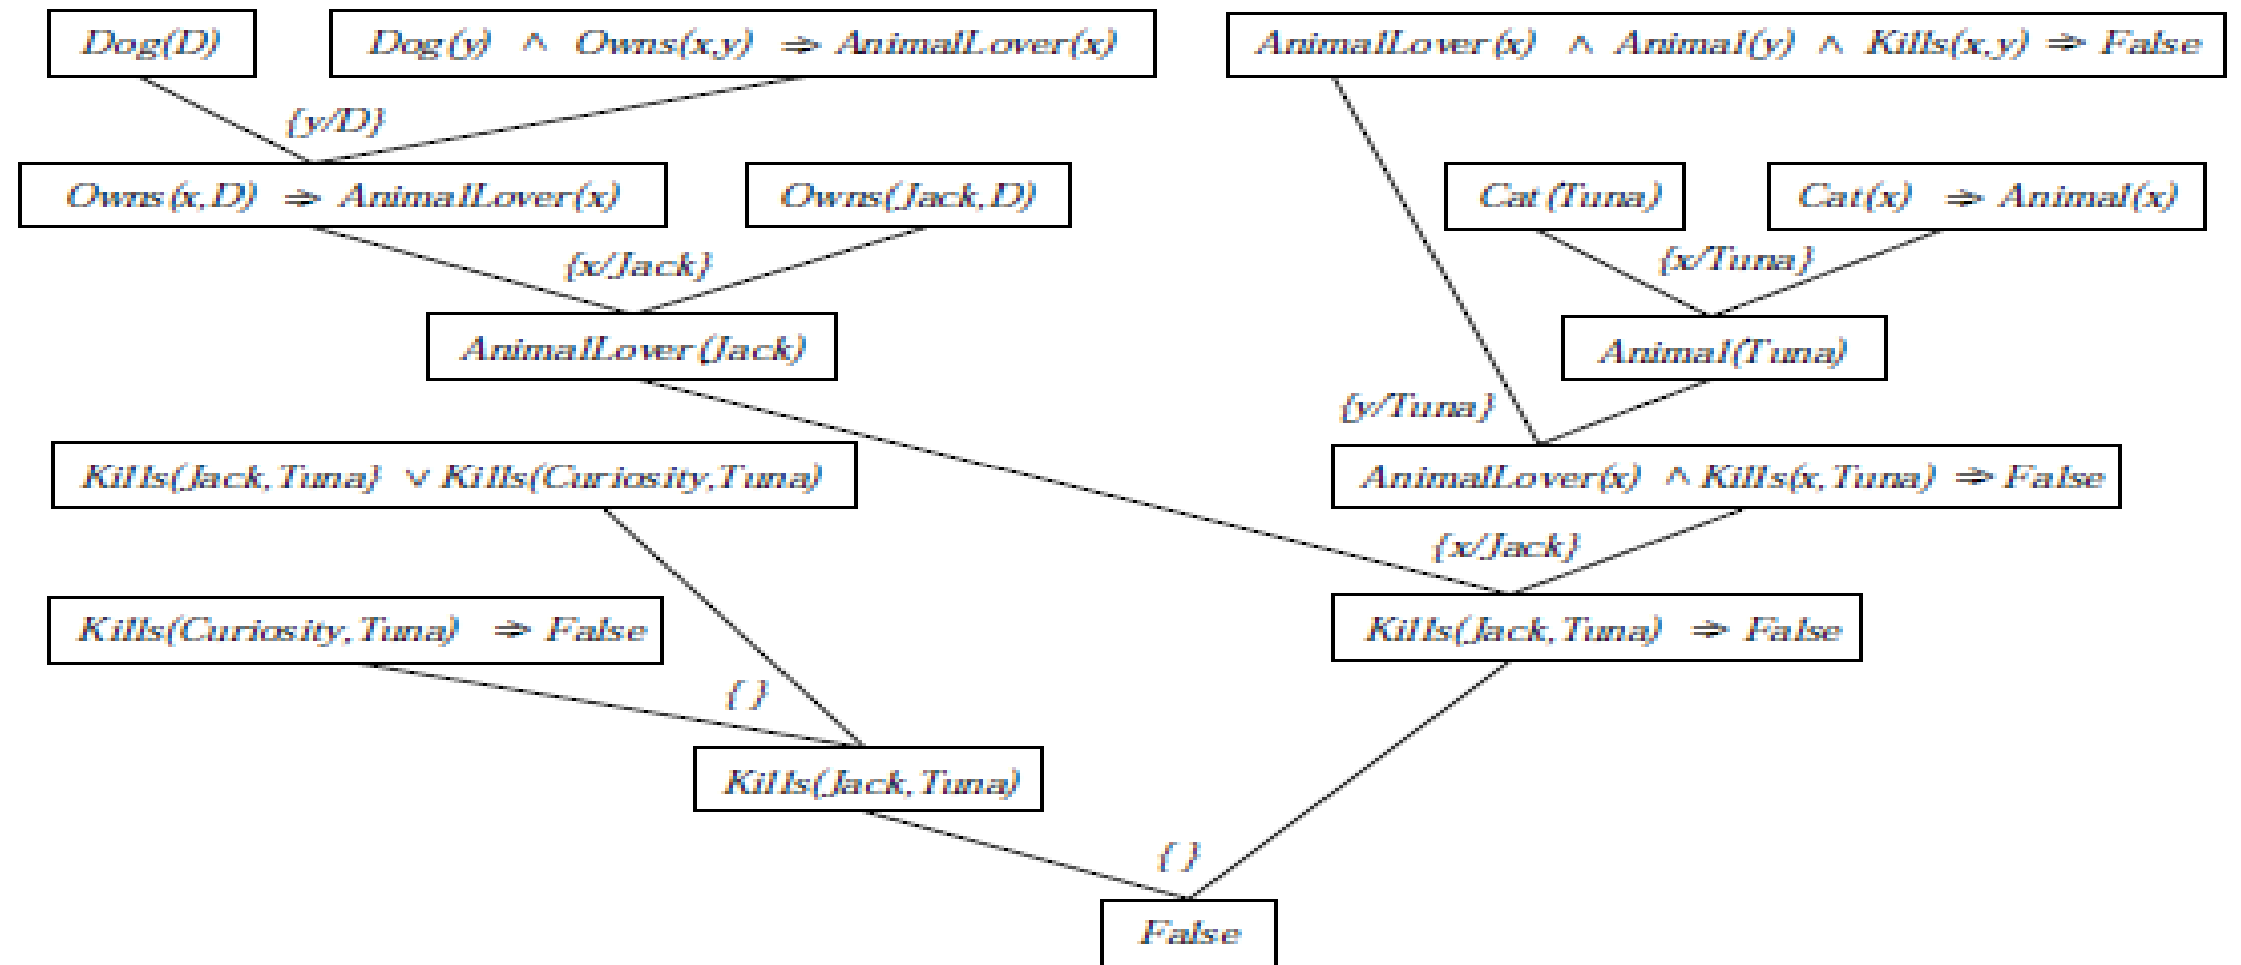 Dog(D)
Dog(y) ∧ Owns(x,y) ⇒ AnimalLover(x)
AnimalLover(x) ∧ Animal(y) ∧ Kills(x,y) ⇒ False
{y/D}
Owns(x,D) ⇒ AnimalLover(x)
Owns(Jack,D)
Cat(Tuna)
Cat(x) ⇒ Animal(x)
{x/Jack}
{x/Tuna}
AnimalLover(Jack)
Animal(Tuna)
{y/Tuna}
Kills(Jack,Tuna} ∨ Kills(Curiosity,Tuna)
AnimalLover(x) ∧ Kills(x,Tuna) ⇒ False
{x/Jack}
Kills(Curiosity,Tuna) ⇒ False
Kills(Jack,Tuna) ⇒ False
{ }
Kills(Jack,Tuna)
{ }
False